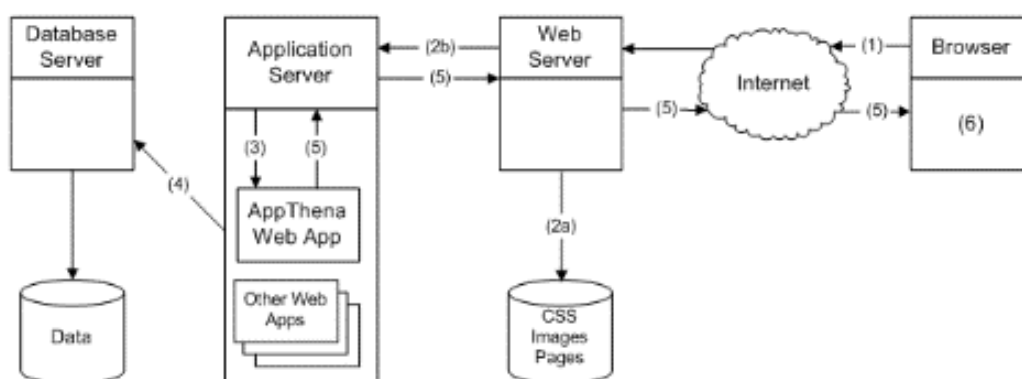 Database
Server
Data
(4)
Application
Server
(3)
(5)
AppThena
Web App
Other Web
Apps
(2b)
(5)
Web
Server
(2a)
CSS
Images
Pages
(5)
Internet
(1)
(5)
Browser
(6)